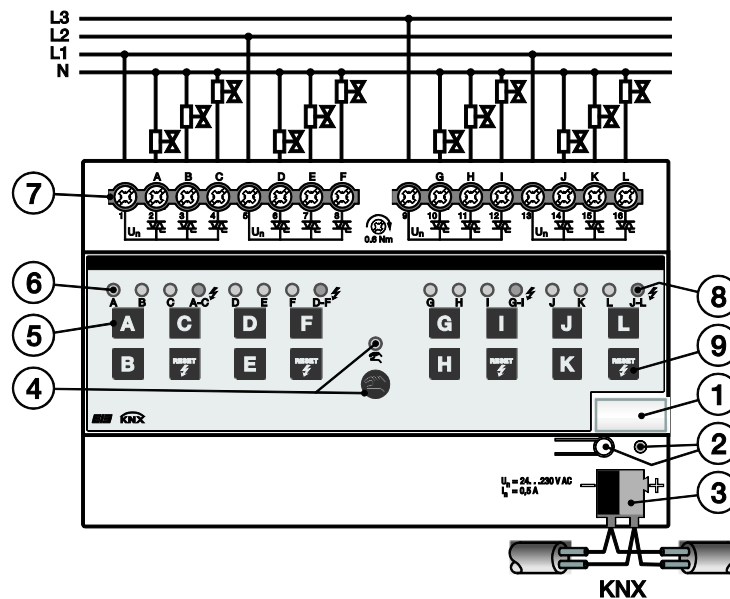 L3
L2
L1
N
A B C D E F G H I J K L
7
1 2 3 4 5 6 7 8 9 10 11 12 13 14 15 16
Un Un Un Un
0.6 Nm
6
A B C A-C D E F D-F G H I G-I J K L J-L
8
5
A C D F G I J L
4
B RESET E RESET H RESET K RESET
9
1
KNX
2
Un = 24...230 V AC
In = 0,5 A
- +
3
KNX